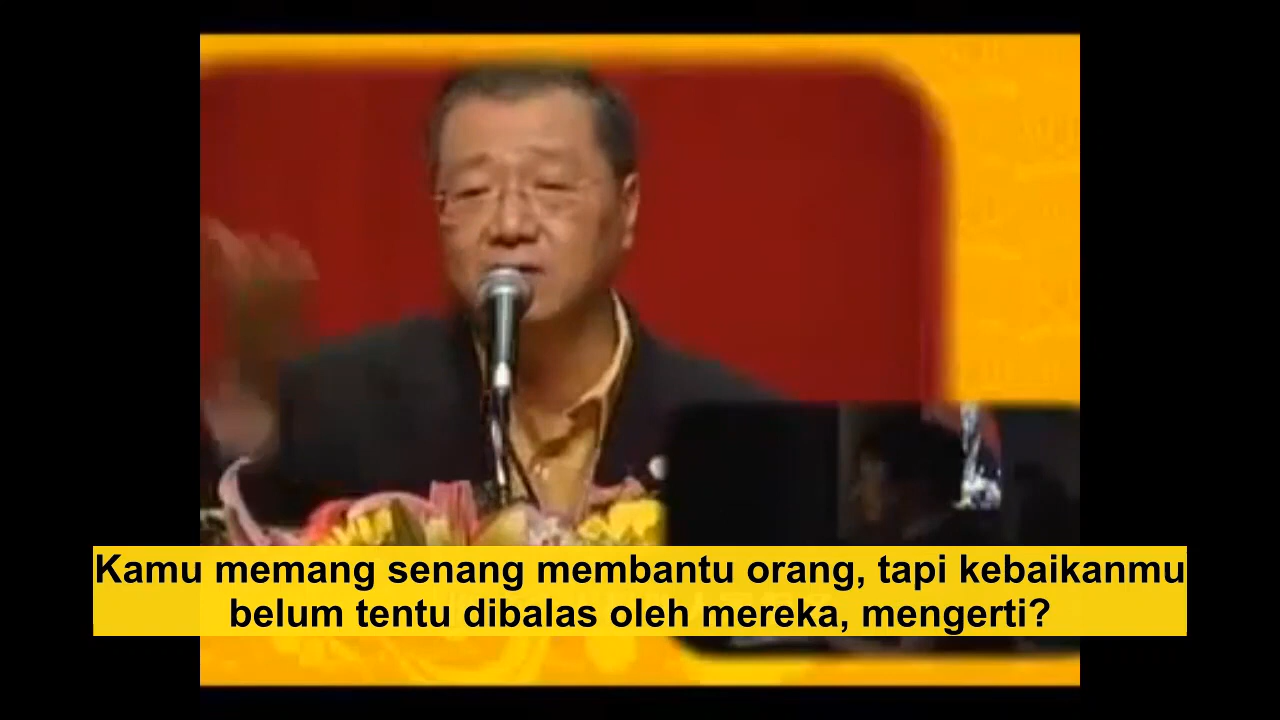 Kamu memang senang membantu orang, tapi kebaikanmu
belum tentu dibalas oleh mereka, mengerti?